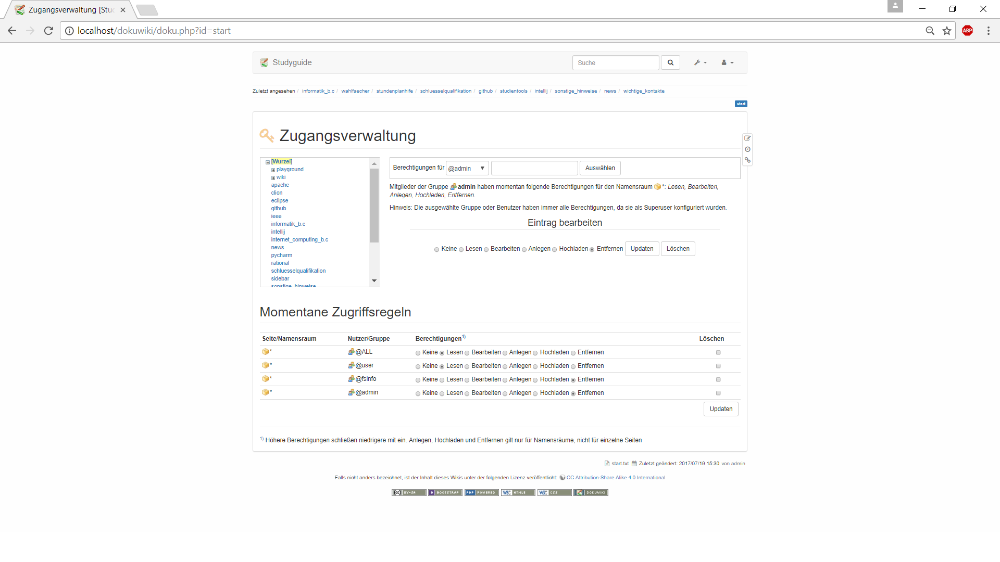 Zugangsverwaltung [Stu
localhost/dokuwiki/doku.php?id=start
ABP
Studyguide
Suche
Zuletzt angesehen / informatik_b.c / wahlfaecher / stundenplanhife / schluesselqualifikation / github / studientools / intellij / sonstige_hinweise / news / wichtige_kontakte
start
Zugangsverwaltung
[Wurzel]
playground
wiki
apache
clion
eclipse
github
ieee
informatik_b.c
intellij
internet_computing_b.c
news
pycharm
rational
schluesselqualifikation
sidebar
sonstige_hinweise
Berechtigungen für @admin Auswählen
Mitglieder der Gruppe admin haben momentan folgende Berechtigungen für den Namensraum *: Lesen, Bearbeiten,
Anlegen, Hochladen, Entfernen.
Hinweis: Die ausgewählte Gruppe oder Benutzer haben immer alle Berechtigungen, da sie als Superuser konfiguriert wurden.
Eintrag bearbeiten
Keine Lesen Bearbeiten Anlegen Hochladen Entfernen Updaten Löschen
Momentane Zugriffsregeln
Seite/Namensraum Nutzer/Gruppe Berechtigungen1) Löschen
* @ALL Keine Lesen Bearbeiten Anlegen Hochladen Entfernen
* @user Keine Lesen Bearbeiten Anlegen Hochladen Entfernen
* @fsinfo Keine Lesen Bearbeiten Anlegen Hochladen Entfernen
* @admin Keine Lesen Bearbeiten Anlegen Hochladen Entfernen
Updaten
1) Höhere Berechtigungen schließen niedrigere mit ein. Anlegen, Hochladen und Entfernen gilt nur für Namensräume, nicht für einzelne Seiten
start.txt Zuletzt geändert: 2017/07/19 15:30 von admin
Falls nicht anders bezeichnet, ist der Inhalt dieses Wikis unter der folgenden Lizenz veröffentlicht: CC Attribution-Share Alike 4.0 International
(cc) BY-SA B BOOTSTRAP PHP POWERED W3C HTML5 W3C CSS DOKUWIKI